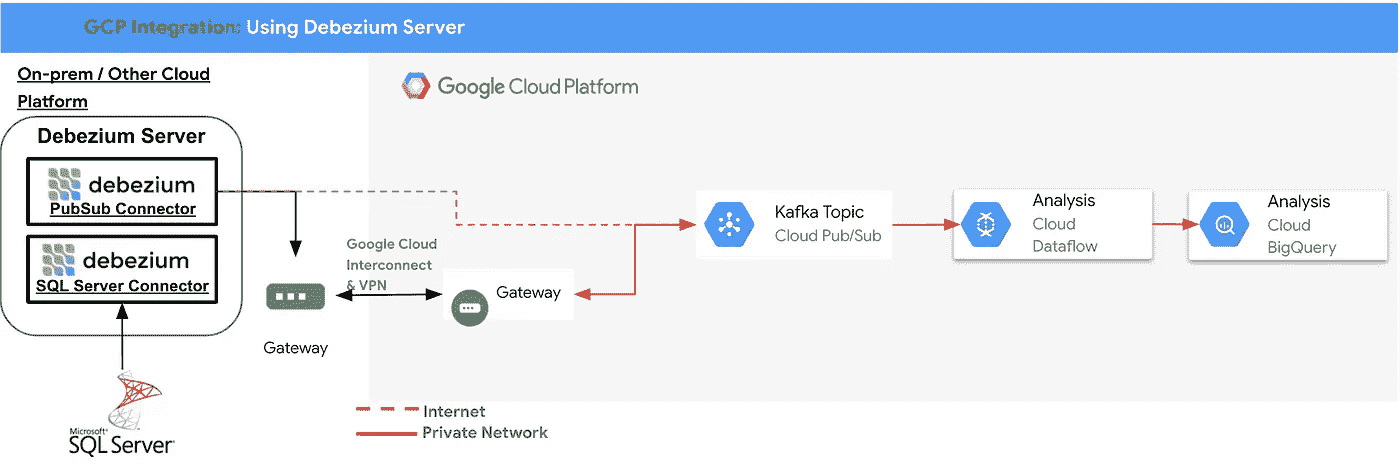 GCP Integration: Using Debezium Server
On-prem / Other Cloud
Platform
Google Cloud Platform
Debezium Server
debezium
PubSub Connector
debezium
SQL Server Connector
Microsoft®
SQL Server®
Gateway
Google Cloud
Interconnect
& VPN
Gateway
Kafka Topic
Cloud Pub/Sub
Analysis
Cloud
Dataflow
Analysis
Cloud
BigQuery
Internet
Private Network